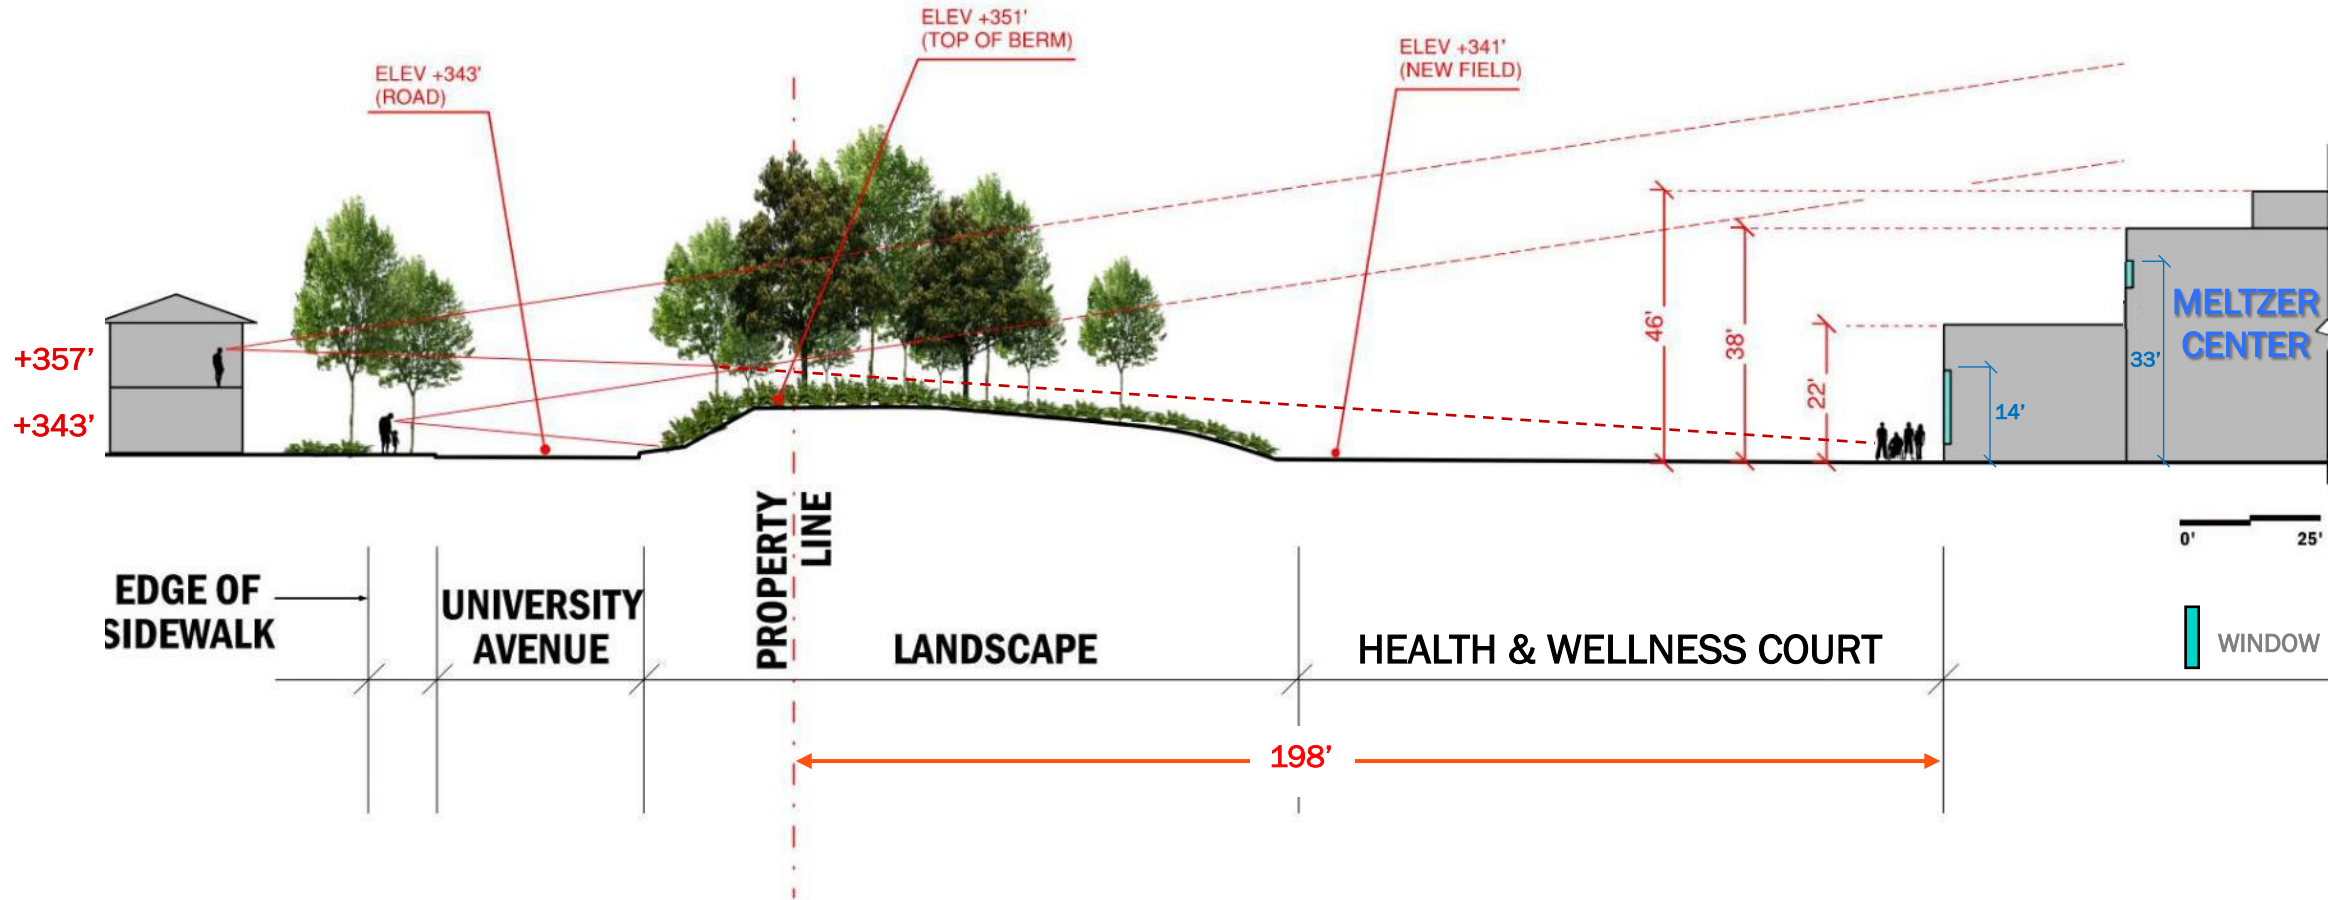 ELEV +351'
(TOP OF BERM)
ELEV +341'
(NEW FIELD)
ELEV +343'
(ROAD)
+357’
+343’
46'
38'
22'
14'
33'
MELTZER
CENTER
0'
25'
PROPERTY
LINE
EDGE OF
SIDEWALK
UNIVERSITY
AVENUE
LANDSCAPE
HEALTH & WELLNESS COURT
WINDOW
198’